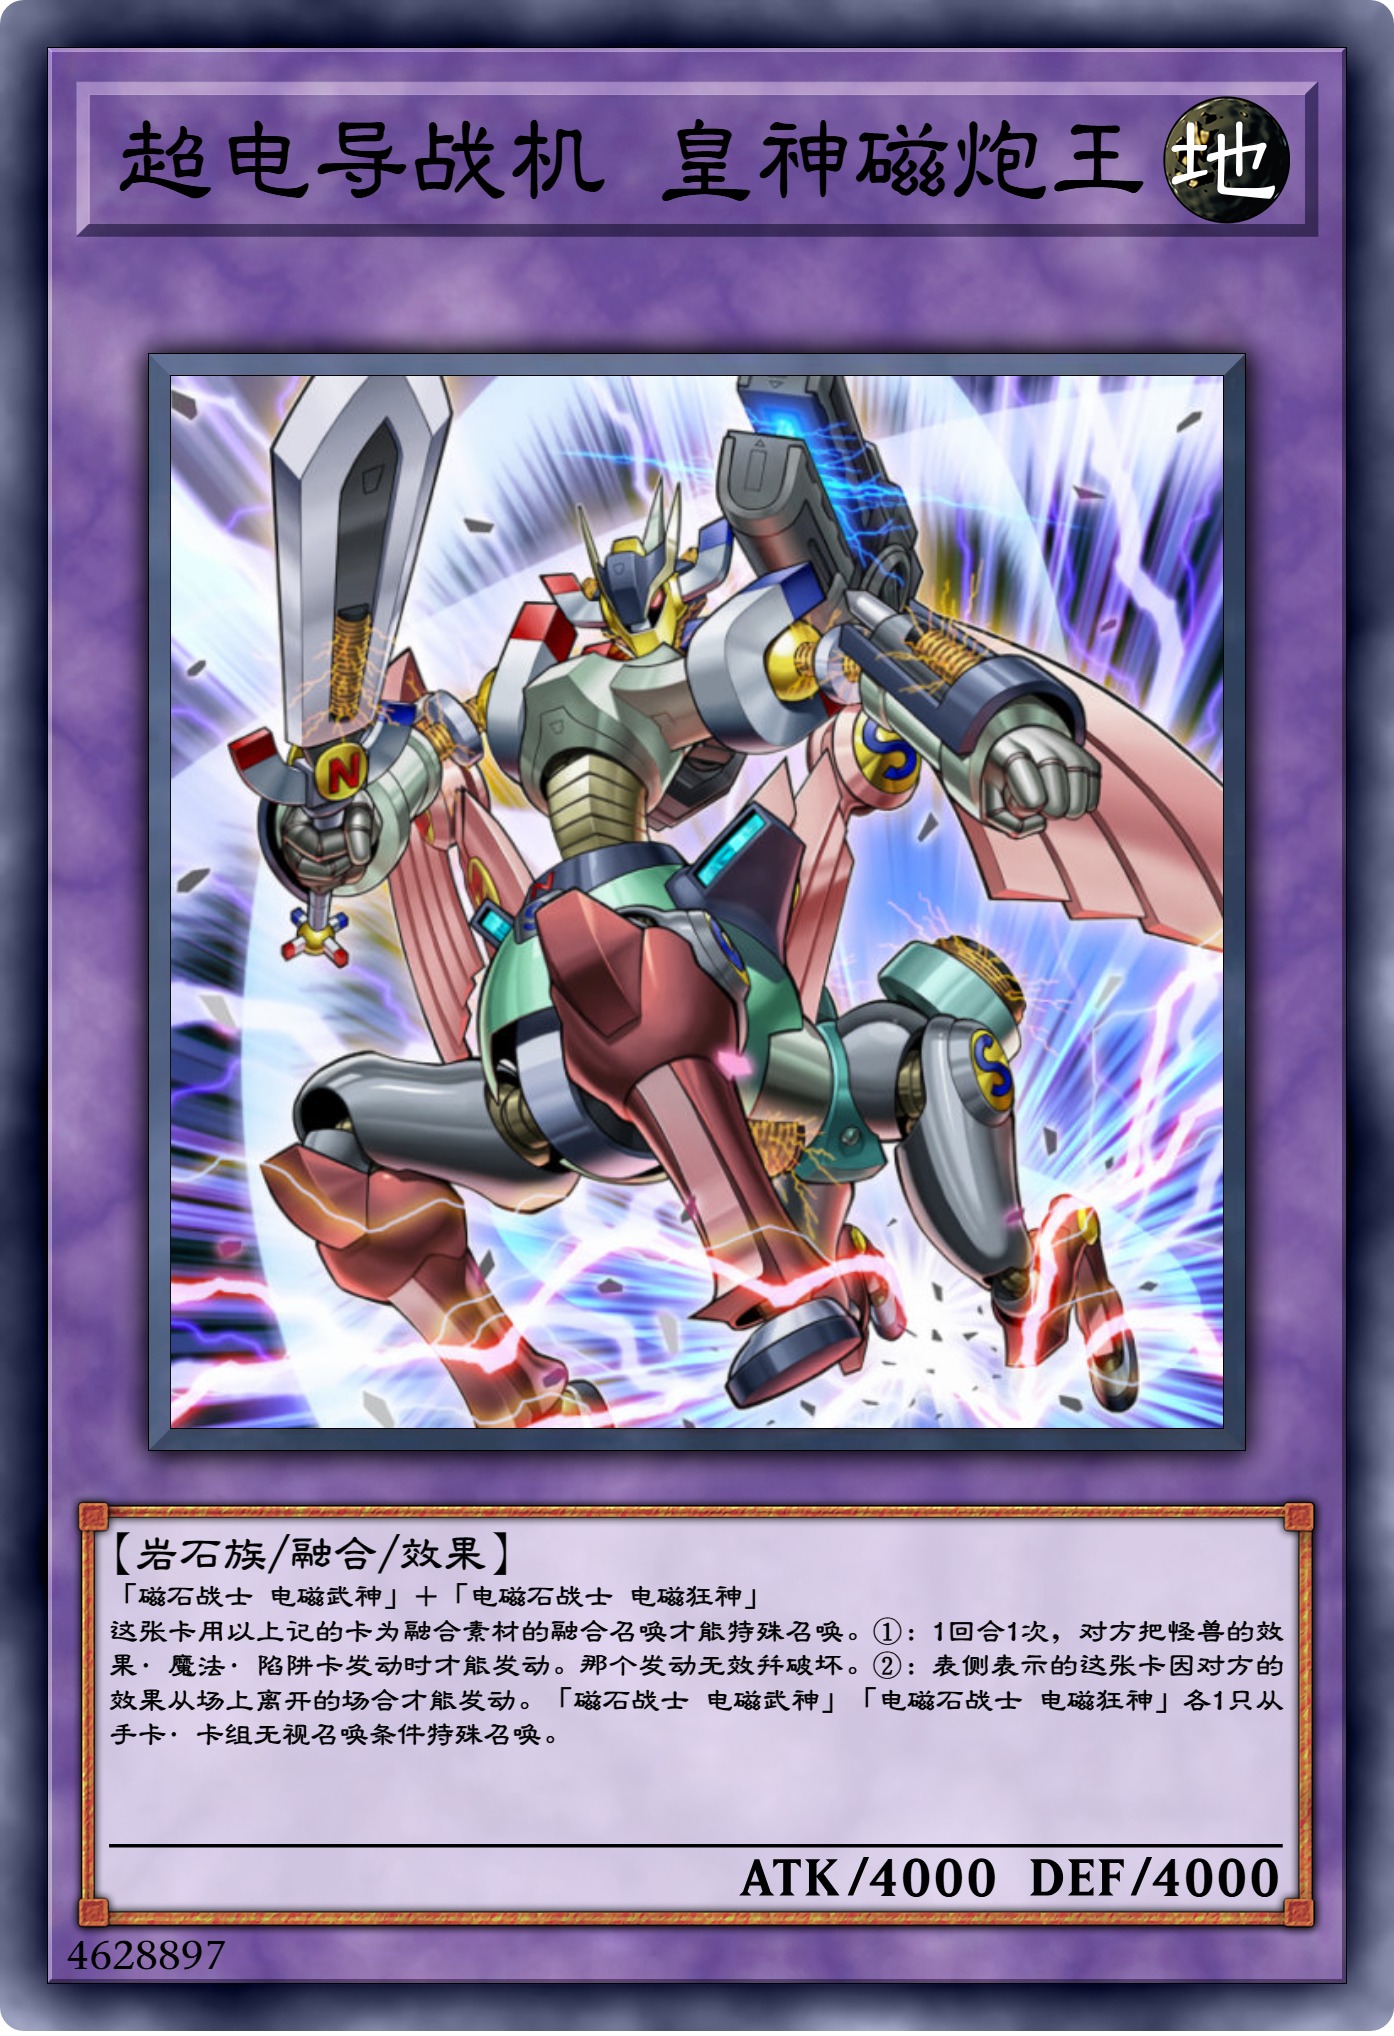 超电导战机 皇神磁炮王 地
N
S
N
S
S
N
S
【岩石族/融合/效果】
「磁石战士 电磁武神」＋「电磁石战士 电磁狂神」
这张卡用以上记的卡为融合素材的融合召唤才能特殊召唤。①：1回合1次，对方把怪兽的效
果·魔法·陷阱卡发动时才能发动。那个发动无效并破坏。②：表侧表示的这张卡因对方的
效果从场上离开的场合才能发动。「磁石战士 电磁武神」「电磁石战士 电磁狂神」各1只从
手卡·卡组无视召唤条件特殊召唤。
ATK/4000 DEF/4000
4628897